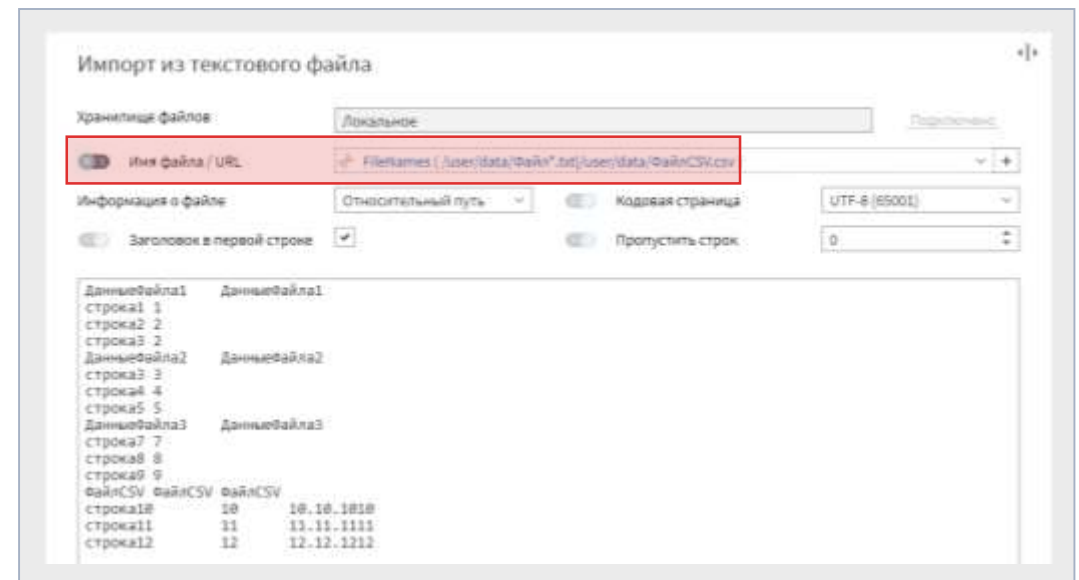 Импорт из текстового файла
Хранилище файлов Локальное Подключено
Имя файла / URL FileNames ( /user/data/Файл*.txt|/user/data/ФайлCSV.csv
Информация о файле Относительный путь Кодовая страница UTF-8 (65001)
Заголовок в первой строке Пропустить строк 0
ДанныеФайла1 ДанныеФайла1
строка1 1
строка2 2
строка3 2
ДанныеФайла2 ДанныеФайла2
строка3 3
строка4 4
строка5 5
ДанныеФайла3 ДанныеФайла3
строка7 7
строка8 8
строка9 9
ФайлCSV ФайлCSV ФайлCSV
строка10 10 10.10.1010
строка11 11 11.11.1111
строка12 12 12.12.1212